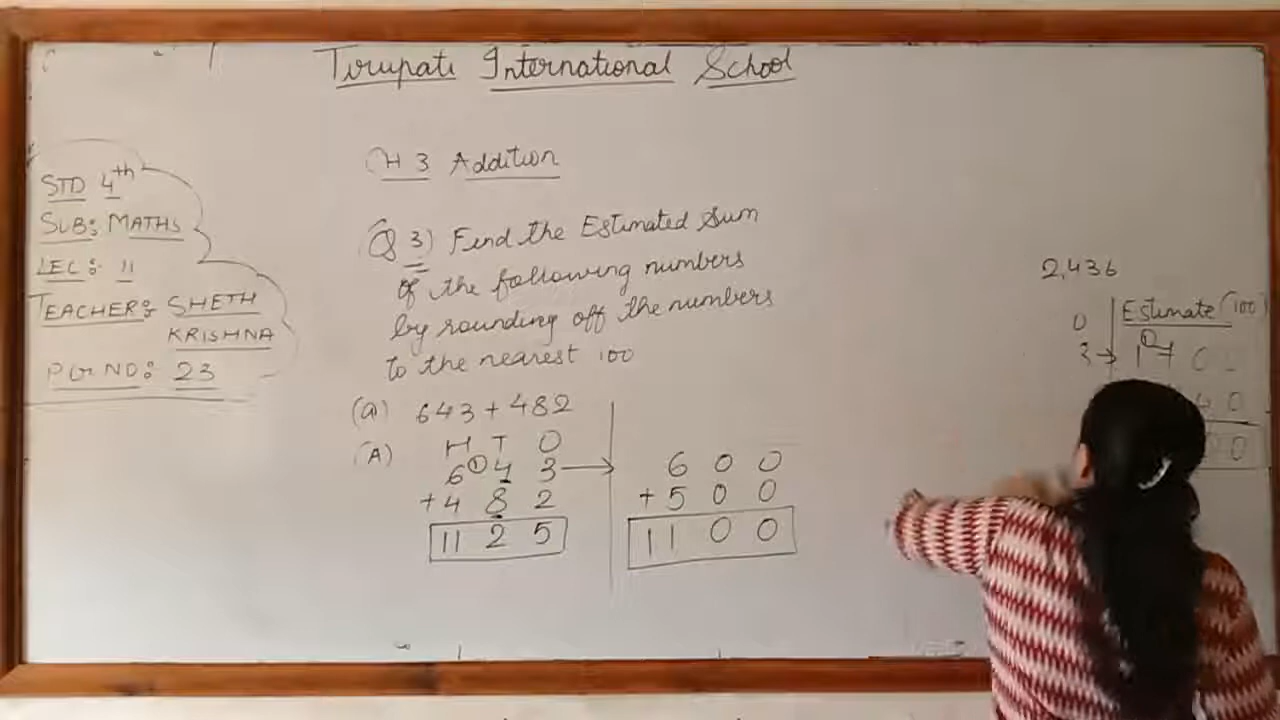 Tirupati International School
STD 4th
SUB: MATHS
LEC: 11
TEACHER: SHETH
KRISHNA
PG NO: 23
CH 3 Addition
Q 3) Find the Estimated Sum
of the following numbers
by rounding off the numbers
to the nearest 100
(a) 643 + 482
(A) H T O
6 ① 4 3 →
+ 4 8 2
11 2 5
6 0 0
+ 5 0 0
11 0 0
2,436
Estimate (100)
O
3 →